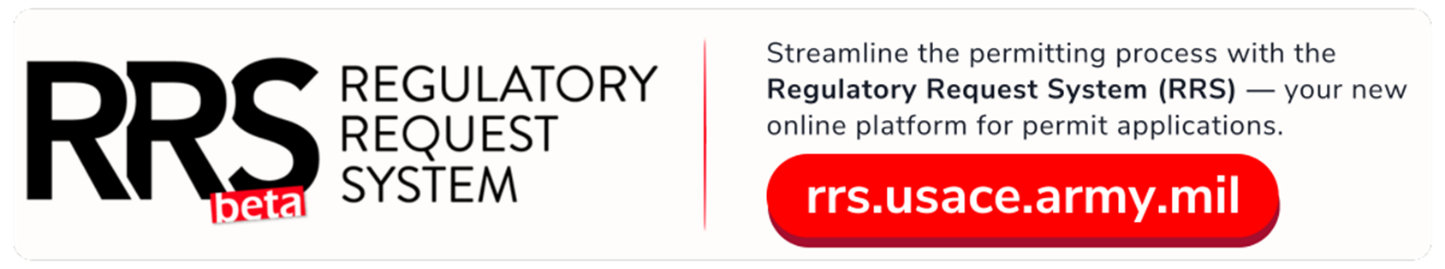 RRS
beta
REGULATORY
REQUEST
SYSTEM
Streamline the permitting process with the
Regulatory Request System (RRS) — your new
online platform for permit applications.
rrs.usace.army.mil